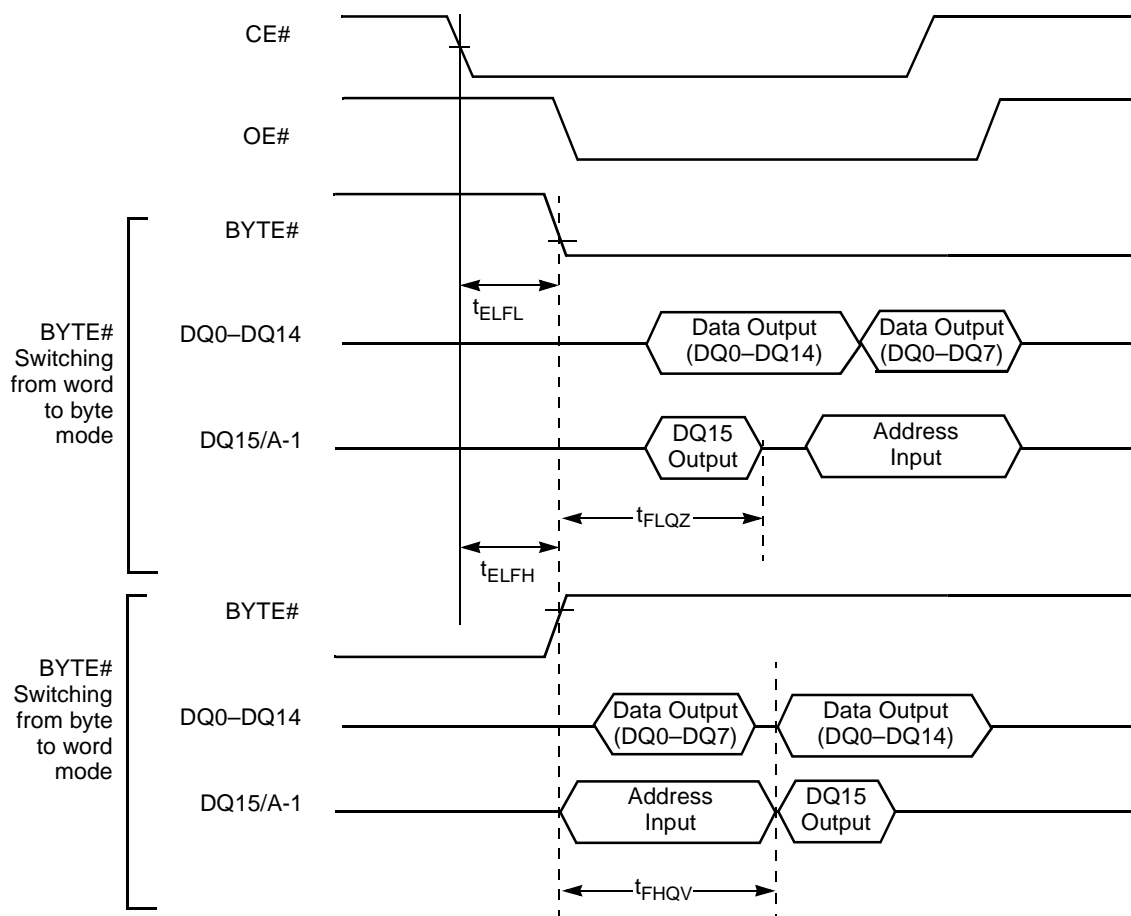 CE#
OE#
BYTE#
tELFL
BYTE#
Switching
from word
to byte
mode
DQ0–DQ14
Data Output
(DQ0–DQ14)
Data Output
(DQ0–DQ7)
DQ15/A-1
DQ15
Output
Address
Input
tFLQZ
tELFH
BYTE#
BYTE#
Switching
from byte
to word
mode
DQ0–DQ14
Data Output
(DQ0–DQ7)
Data Output
(DQ0–DQ14)
DQ15/A-1
Address
Input
DQ15
Output
tFHQV